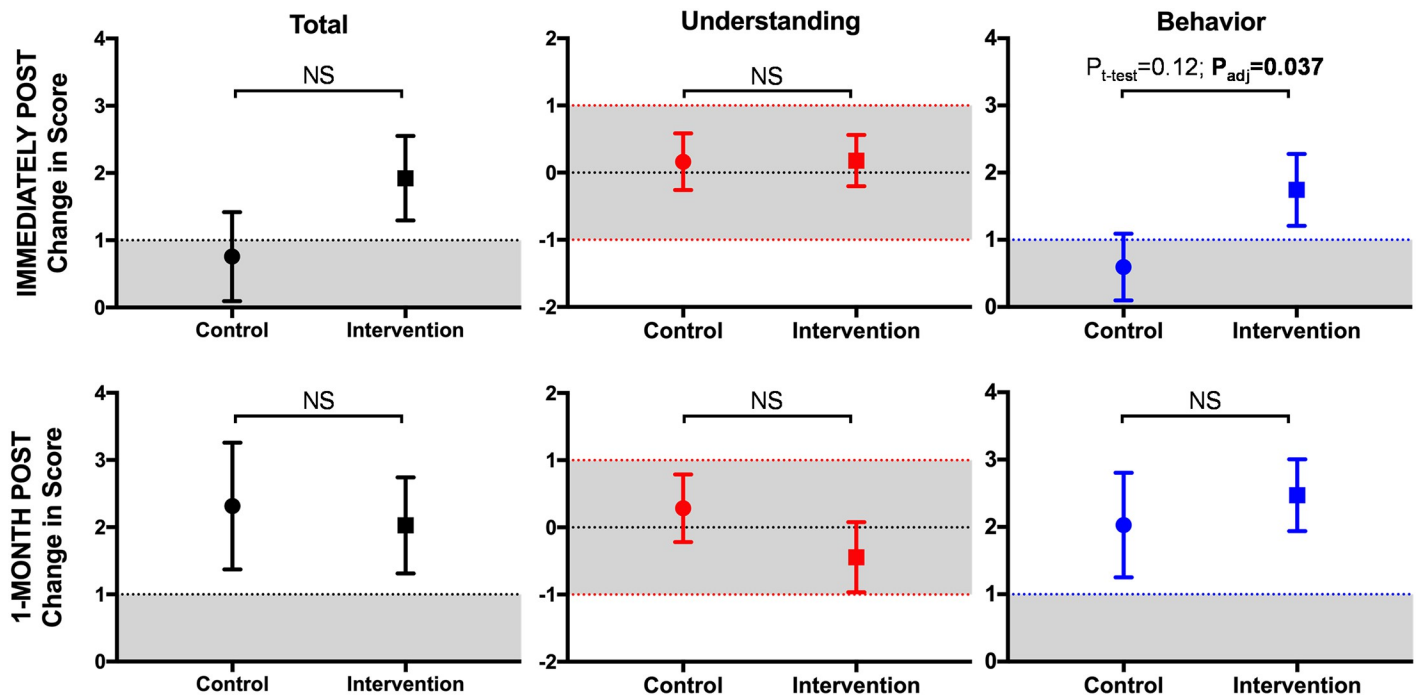 Total
Understanding
Behavior
IMMEDIATELY POST
Change in Score
4
3
2
1
0
NS
Control
Intervention
2
1
0
-1
-2
NS
Control
Intervention
4
3
2
1
0
Pt-test=0.12; Padj=0.037
Control
Intervention
1-MONTH POST
Change in Score
4
3
2
1
0
NS
Control
Intervention
2
1
0
-1
-2
NS
Control
Intervention
4
3
2
1
0
NS
Control
Intervention